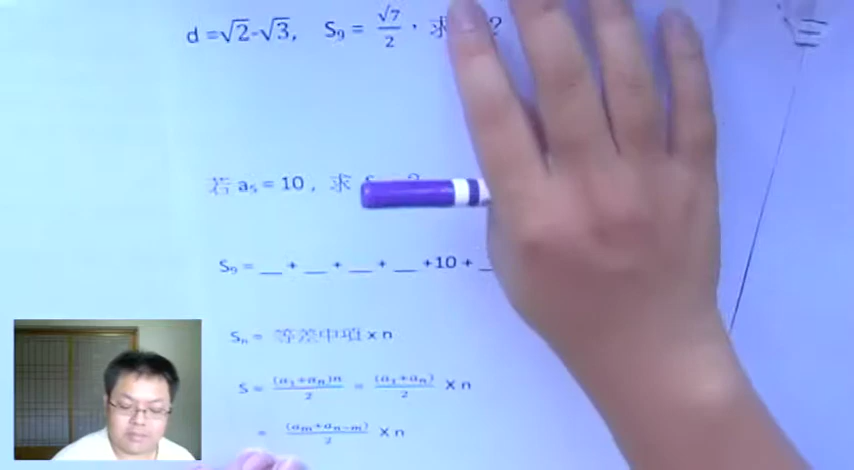 d =√2-√3, S₉ = √7/2 , 求 ?
若 a₅ = 10 , 求 ?
S₉ = __ + __ + __ + __ +10 + _
Sₙ = 等差中項 x n
S = (a₁+aₙ)n/2 = (a₁+aₙ)/2 X n
= (aₘ+aₙ₋ₘ)/2 X n